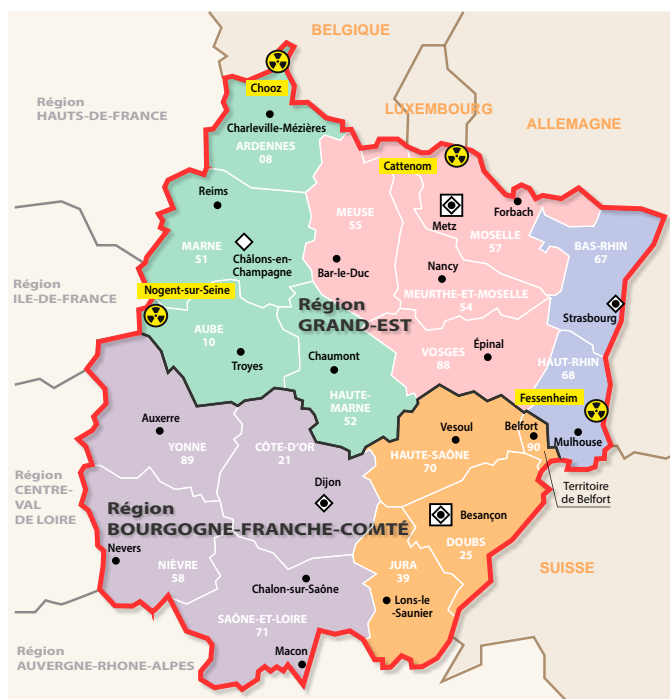 BELGIQUE
Chooz
Région
HAUTS-DE-FRANCE
LUXEMBOURG
ALLEMAGNE
Charleville-Mézières
ARDENNES
08
Cattenom
Reims
MEUSE
55
Metz
Forbach
MOSELLE
57
MARNE
51
Châlons-en-
Champagne
BAS-RHIN
67
Bar-le-Duc
Nancy
Région
ILE-DE-FRANCE
Nogent-sur-Seine
MEURTHE-ET-MOSELLE
54
Région
GRAND-EST
Strasbourg
AUBE
10
Troyes
Chaumont
VOSGES
88
Épinal
HAUT-RHIN
68
HAUTE-
MARNE
52
Fessenheim
Auxerre
YONNE
89
CÔTE-D'OR
21
Vesoul
HAUTE-SAÔNE
70
Belfort
90
Mulhouse
Région
CENTRE-
VAL
DE LOIRE
Dijon
Territoire
de Belfort
Région
BOURGOGNE-FRANCHE-COMTÉ
Besançon
DOUBS
25
Nevers
NIÈVRE
58
JURA
39
SUISSE
Chalon-sur-Saône
Lons-le
-Saunier
SAÔNE-ET-LOIRE
71
Région
AUVERGNE-RHONE-ALPES
Macon